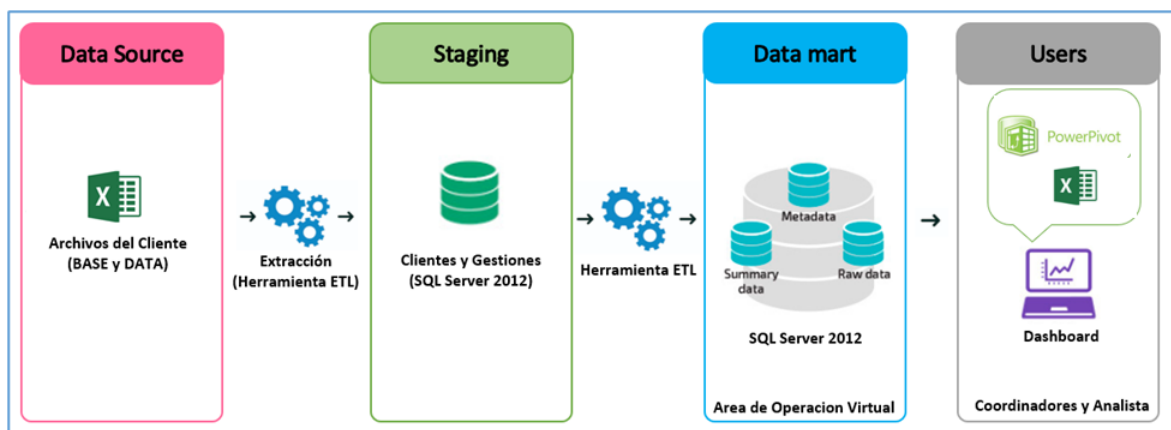 Data Source
Staging
Data mart
Users
X
Archivos del Cliente
(BASE y DATA)
Extracción
(Herramienta ETL)
Clientes y Gestiones
(SQL Server 2012)
Herramienta ETL
Metadata
Summary
data
Raw data
SQL Server 2012
Area de Operacion Virtual
PowerPivot
X
Dashboard
Coordinadores y Analista